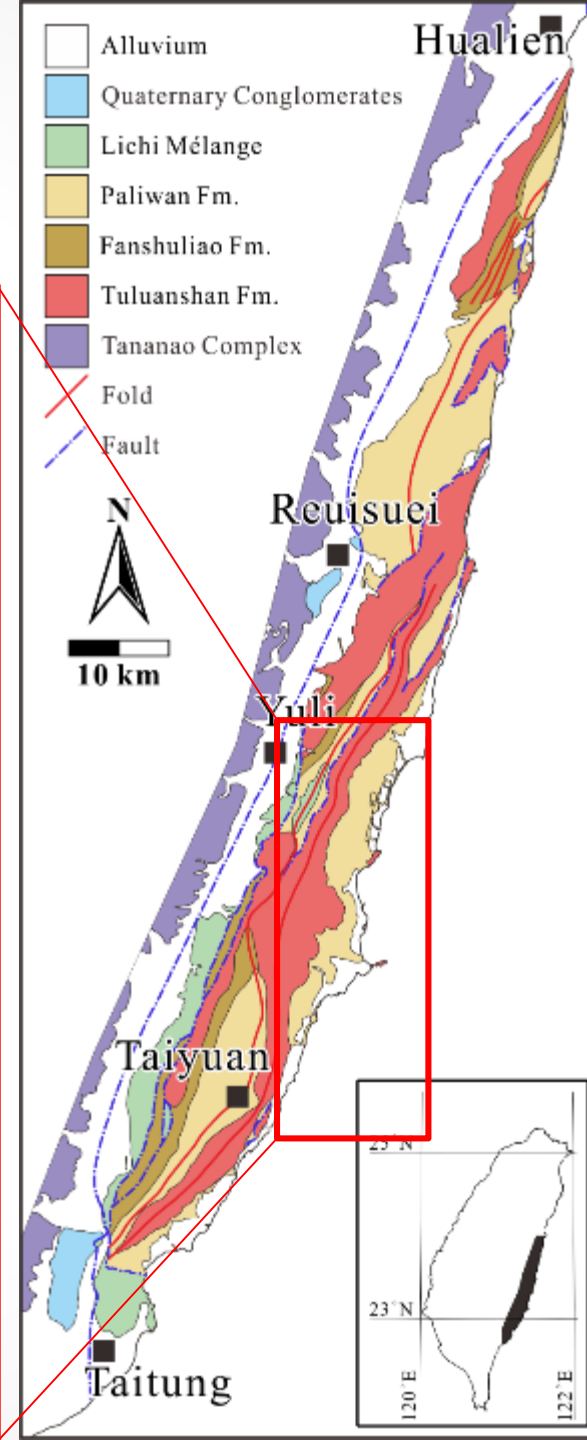 Hualien
Alluvium
Quaternary Conglomerates
Lichi Mélange
Paliwan Fm.
Fanshuliao Fm.
Tuluanshan Fm.
Tananao Complex
Fold
Fault
N
10 km
Reuisuei
Yuli
Taiyuan
Taitung
25°N
23°N
120°E
122°E